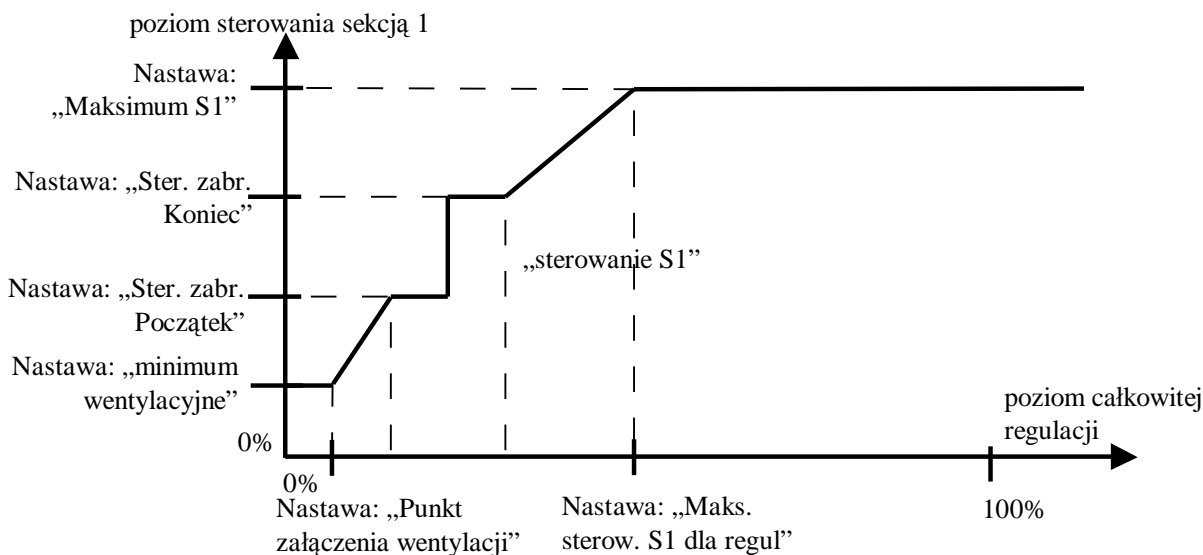 poziom sterowania sekcją 1
Nastawa:
„Maksimum S1”
Nastawa: „Ster. zabr.
Koniec”
„sterowanie S1”
Nastawa: „Ster. zabr.
Początek”
Nastawa: „minimum
wentylacyjne”
poziom całkowitej
regulacji
0%
0%
100%
Nastawa: „Punkt
załączenia wentylacji”
Nastawa: „Maks.
sterow. S1 dla regul”